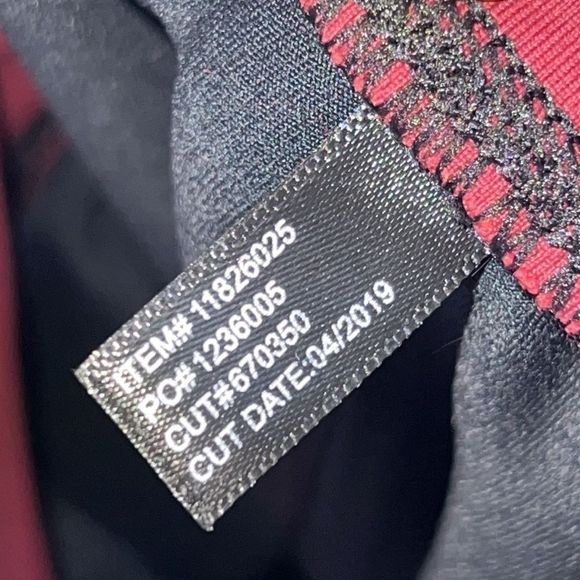 ITEM# 11826025
PO# 1236005
CUT# 670350
CUT DATE:04/2019